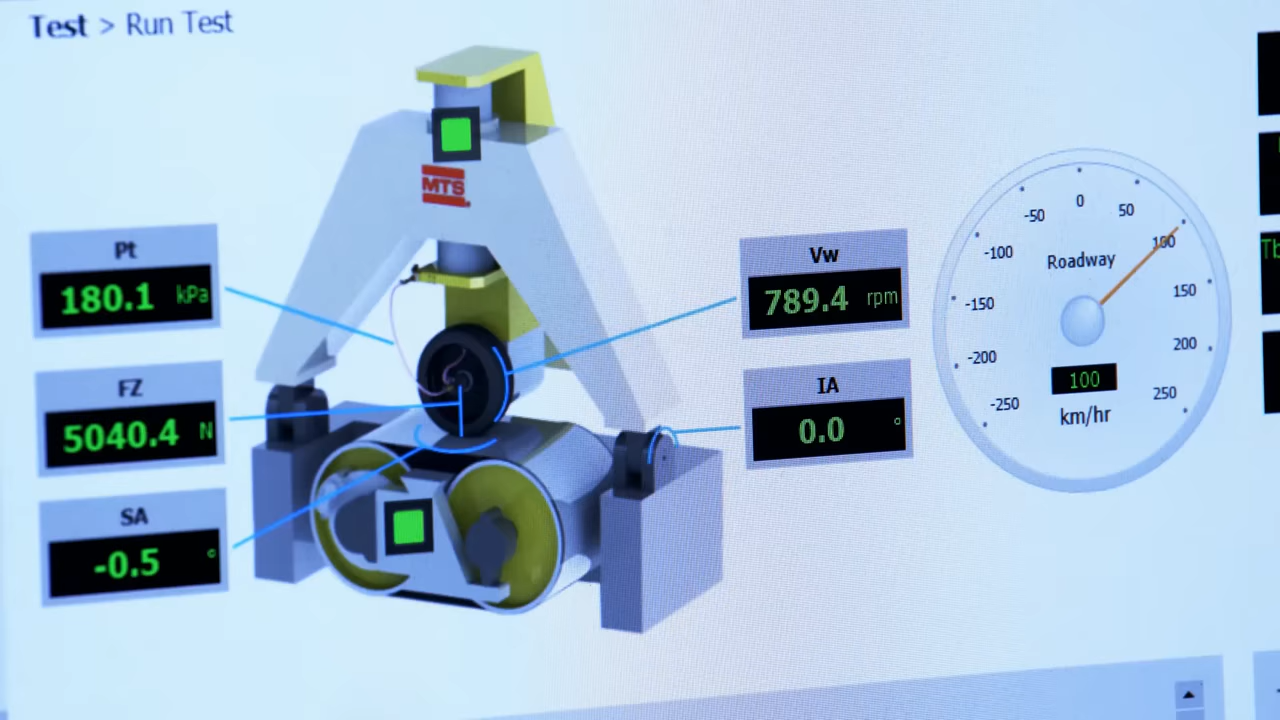 Test > Run Test
MTS
Pt
180.1 kPa
FZ
5040.4 N
SA
-0.5 °
Vw
789.4 rpm
IA
0.0 °
0
-50
50
-100
100
Roadway
-150
150
-200
200
-250
250
100
km/hr
Tb